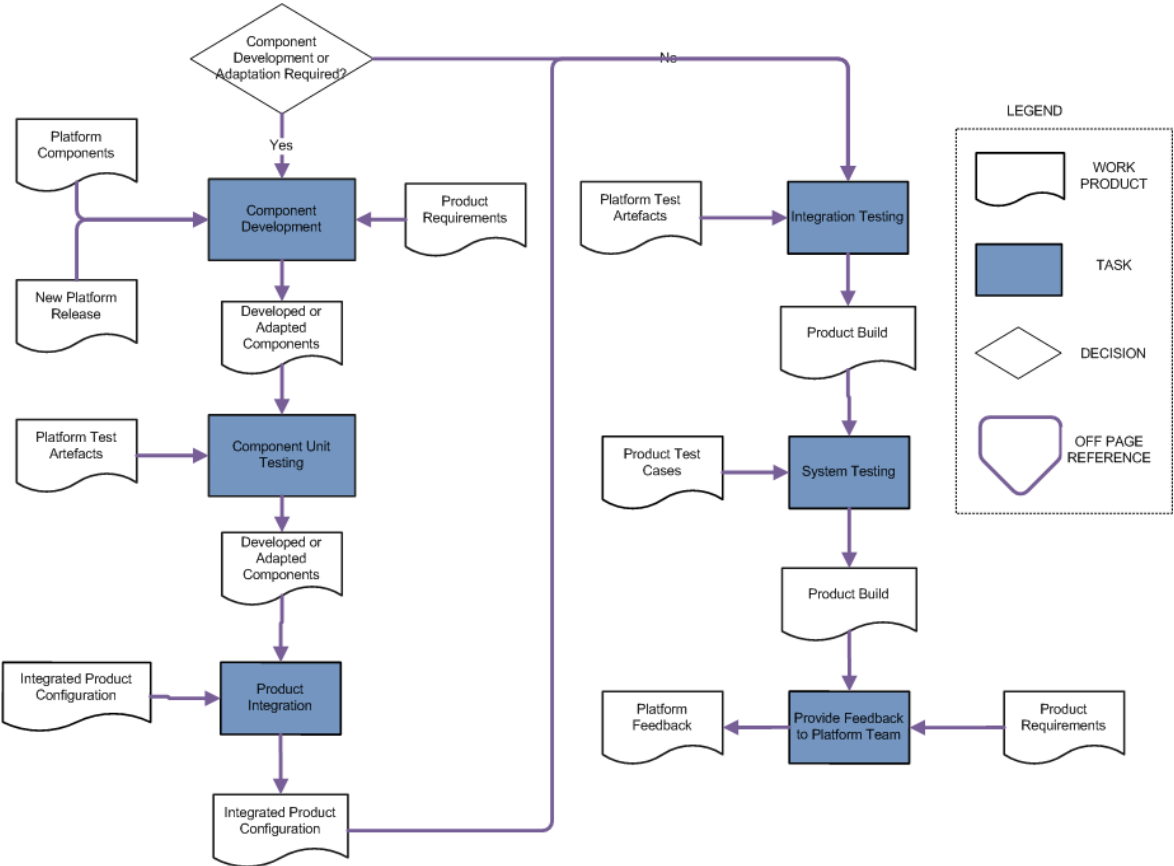 Component
Development or
Adaptation Required?
No
Yes
Platform
Components
Component
Development
Product
Requirements
New Platform
Release
Developed or
Adapted
Components
Platform Test
Artefacts
Component Unit
Testing
Developed or
Adapted
Components
Integrated Product
Configuration
Product
Integration
Integrated Product
Configuration
Platform Test
Artefacts
Integration Testing
Product Build
Product Test
Cases
System Testing
Product Build
Platform
Feedback
Provide Feedback
to Platform Team
Product
Requirements
LEGEND
WORK
PRODUCT
TASK
DECISION
OFF PAGE
REFERENCE